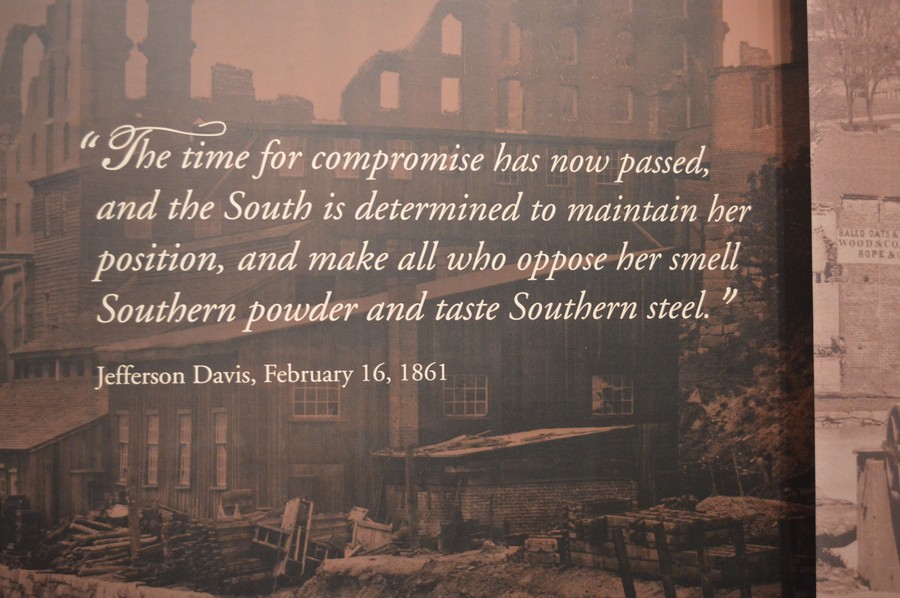 “The time for compromise has now passed,
and the South is determined to maintain her
position, and make all who oppose her smell
Southern powder and taste Southern steel.”
Jefferson Davis, February 16, 1861
BALED OATS &
WOOD & CO
ROPE &